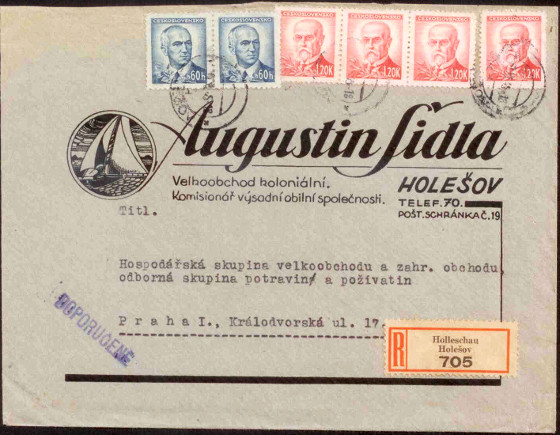 ČESKOSLOVENSKO ČESKOSLOVENSKO ČESKOSLOVENSKO ČESKOSLOVENSKO ČESKOSLOVENSKO ČESKOSLOVENSKO
60H 60H 1.20K 1.20K 1.20K 1.20K
Augustin Šídla
Velkoobchod koloniální.
Komisionář výsadní obilní společnosti.
HOLEŠOV
TELEF. 70.
POŠT. SCHRÁNKA Č. 19
Titl.
Hospodářská skupina velkoobchodu a zahr. obchodu,
odborná skupina potravin a poživatin
Praha I., Králodvorská ul. 17.
DOPORUČENĚ
R
Holleschau
Holešov
705